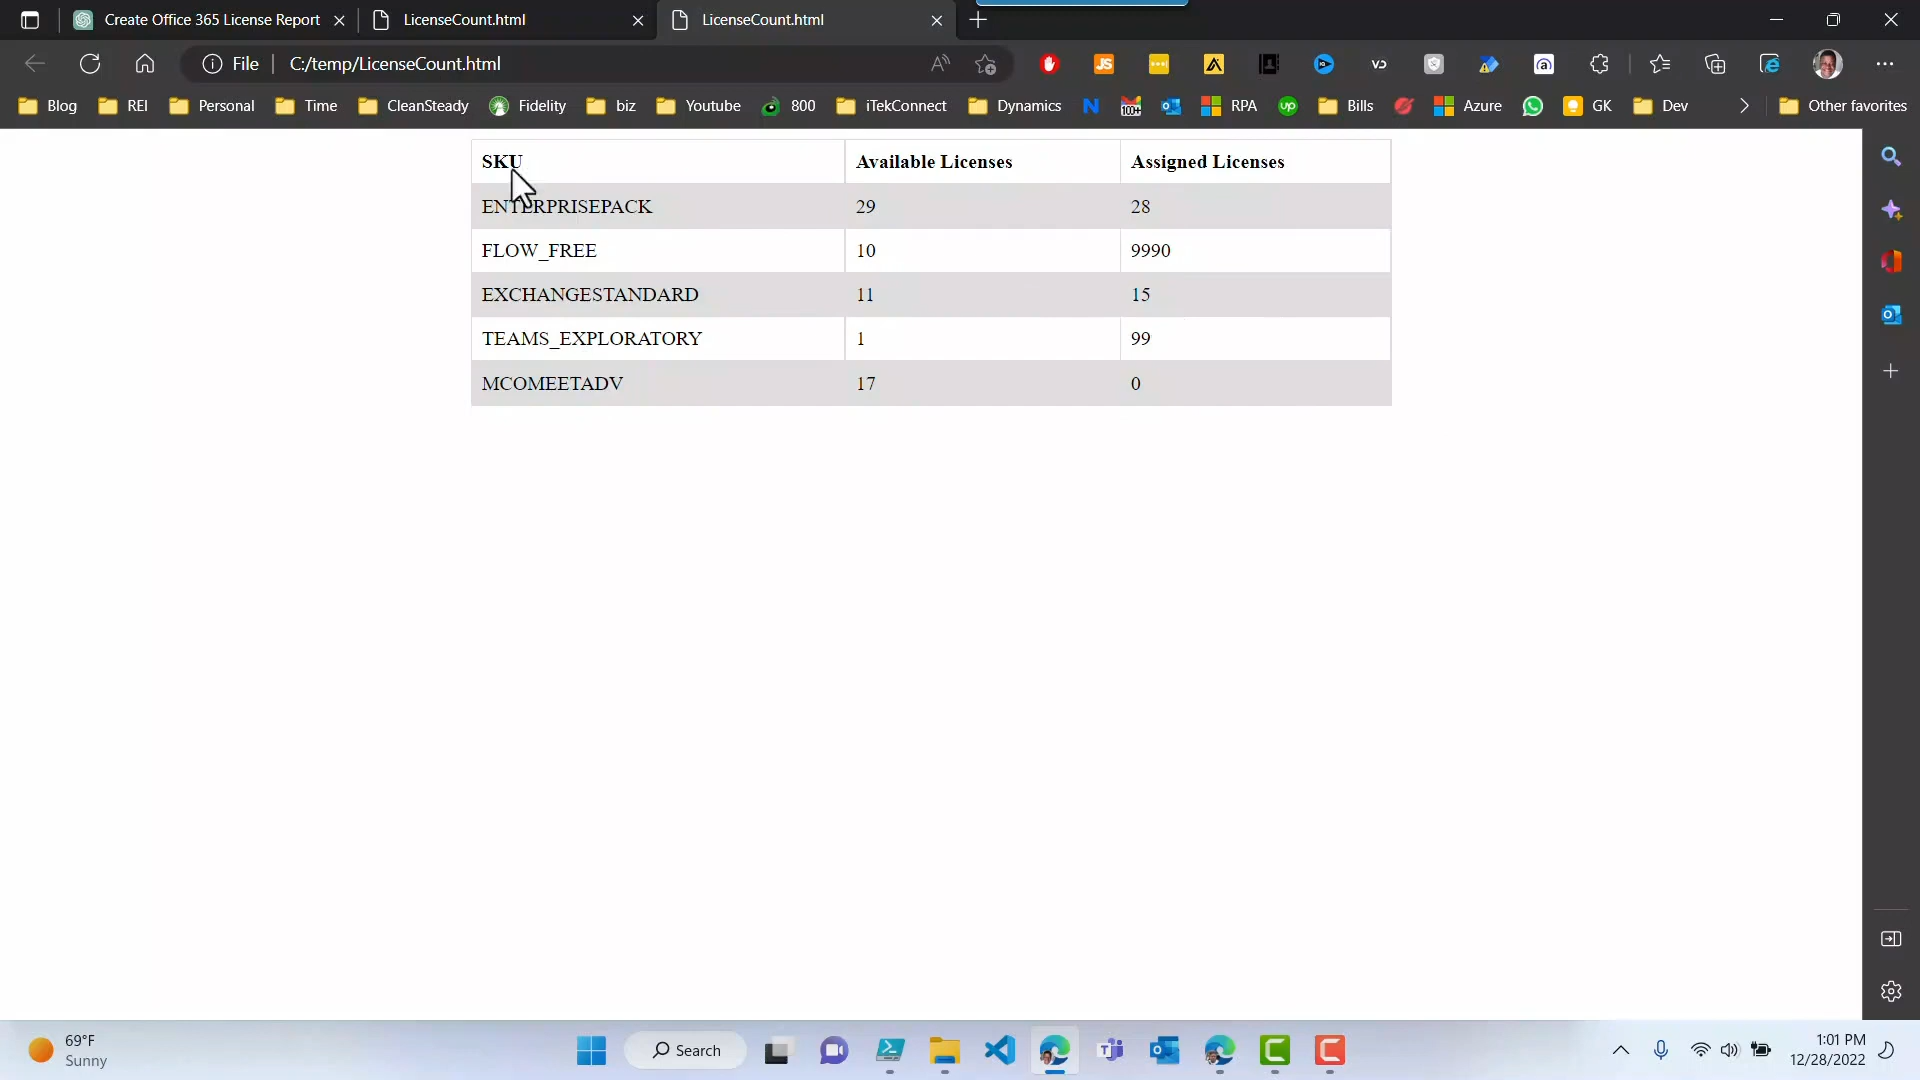 Create Office 365 License Report
LicenseCount.html
LicenseCount.html
File
C:/temp/LicenseCount.html
Blog
REI
Personal
Time
CleanSteady
Fidelity
biz
Youtube
800
iTekConnect
Dynamics
RPA
Bills
Azure
GK
Dev
Other favorites
SKU Available Licenses Assigned Licenses
ENTERPRISEPACK 29 28
FLOW_FREE 10 9990
EXCHANGESTANDARD 11 15
TEAMS_EXPLORATORY 1 99
MCOMEETADV 17 0
69°F
Sunny
Search
1:01 PM
12/28/2022